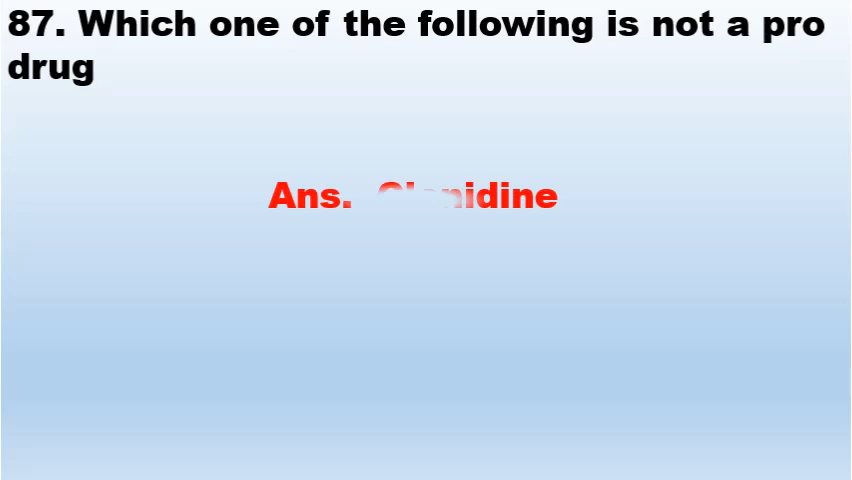 87. Which one of the following is not a pro
drug
Ans. Clonidine